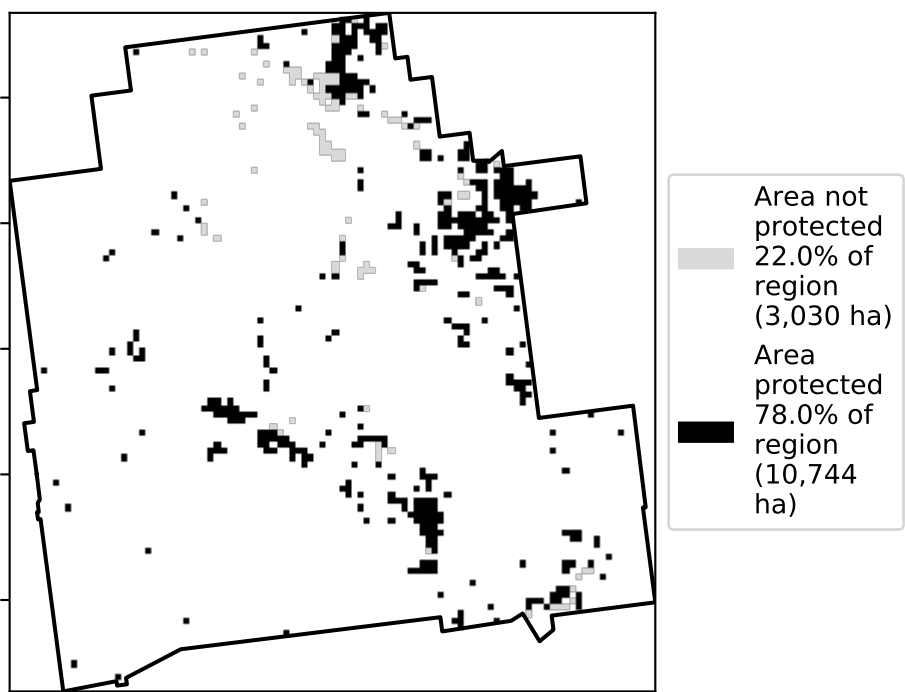 Area not
protected
22.0% of
region
(3,030 ha)
Area
protected
78.0% of
region
(10,744
ha)